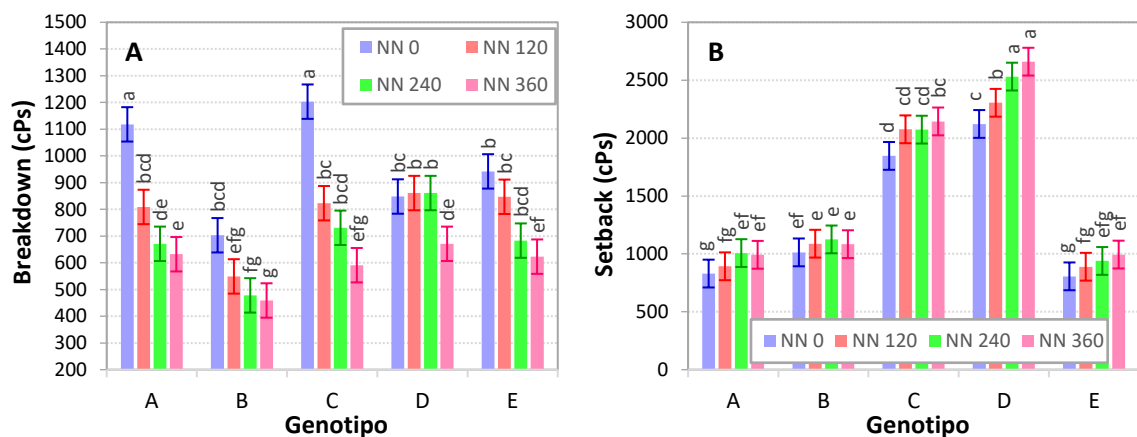 A
NN 0 NN 120
NN 240 NN 360
Breakdown (cPs)
1500
1400
1300
1200
1100
1000
900
800
700
600
500
400
300
200
a bcd de e
bcd efg fg g
a bc bcd efg
bc b b de
b bc bcd ef
A B C D E
Genotipo
B
Setback (cPs)
3000
2500
2000
1500
1000
500
0
g fg ef ef
ef e e e
d cd cd bc
c b a a
g fg efg ef
NN 0 NN 120 NN 240 NN 360
A B C D E
Genotipo